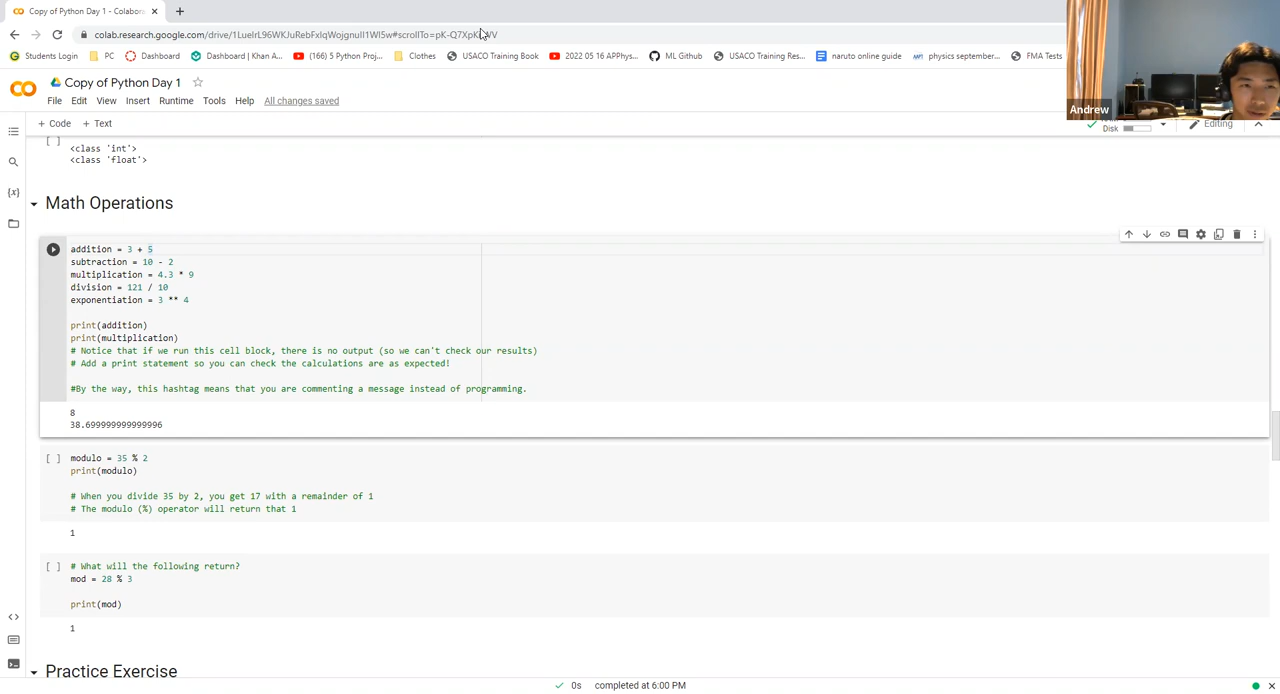 Copy of Python Day 1 - Colabor
colab.research.google.com/drive/
Students Login PC Dashboard Dashboard | Khan A... (166) 5 Python Proj... Clothes USACO Training Book 2022 05 16 APPhys... ML Github USACO Training Res... naruto online guide physics september... FMA Tests
Copy of Python Day 1
File Edit View Insert Runtime Tools Help All changes saved
Andrew
+ Code + Text
Disk
Editing
[ ]
<class 'int'>
<class 'float'>
Math Operations
addition = 3 + 5
subtraction = 10 - 2
multiplication = 4.3 * 9
division = 121 / 10
exponentiation = 3 ** 4
print(addition)
print(multiplication)
# Notice that if we run this cell block, there is no output (so we can't check our results)
# Add a print statement so you can check the calculations are as expected!
#By the way, this hashtag means that you are commenting a message instead of programming.
8
38.699999999999996
[ ] modulo = 35 % 2
print(modulo)
# When you divide 35 by 2, you get 17 with a remainder of 1
# The modulo (%) operator will return that 1
1
[ ] # What will the following return?
mod = 28 % 3
print(mod)
1
Practice Exercise
0s completed at 6:00 PM